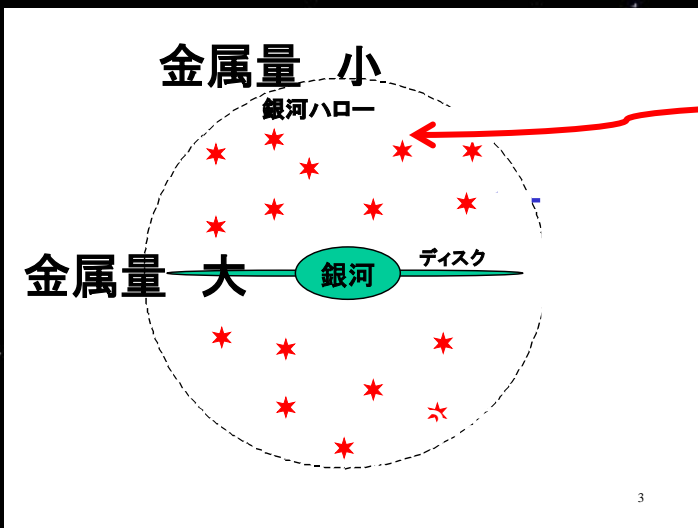 金属量　小
銀河ハロー
ディスク
金属量　大
銀河
3